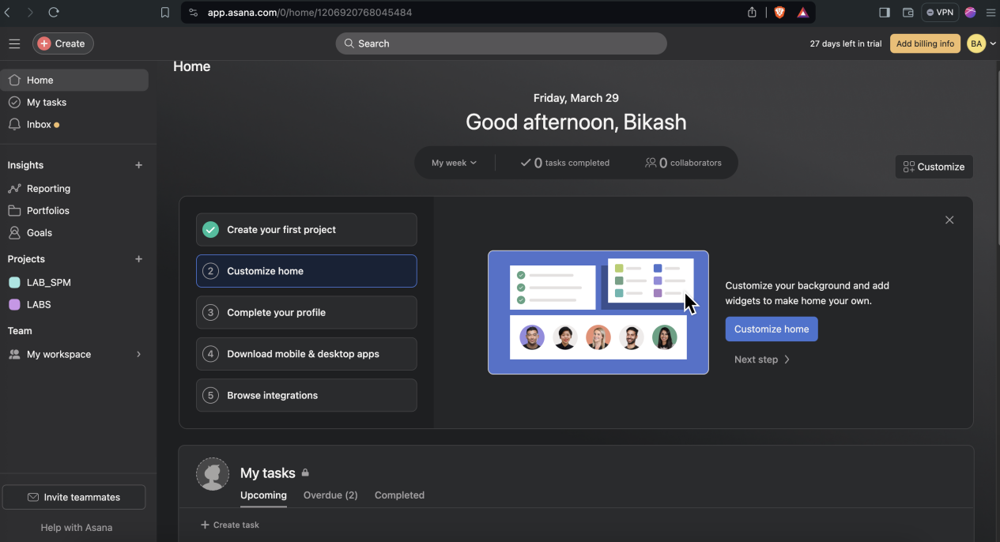 app.asana.com/0/home/1206920768045484
VPN
Create
Search
27 days left in trial
Add billing info
BA
Home
My tasks
Inbox
Insights
Reporting
Portfolios
Goals
Projects
LAB_SPM
LABS
Team
My workspace
Invite teammates
Help with Asana
Home
Friday, March 29
Good afternoon, Bikash
My week
0 tasks completed
0 collaborators
Customize
Create your first project
2 Customize home
3 Complete your profile
4 Download mobile & desktop apps
5 Browse integrations
Customize your background and add
widgets to make home your own.
Customize home
Next step
My tasks
Upcoming
Overdue (2)
Completed
+ Create task